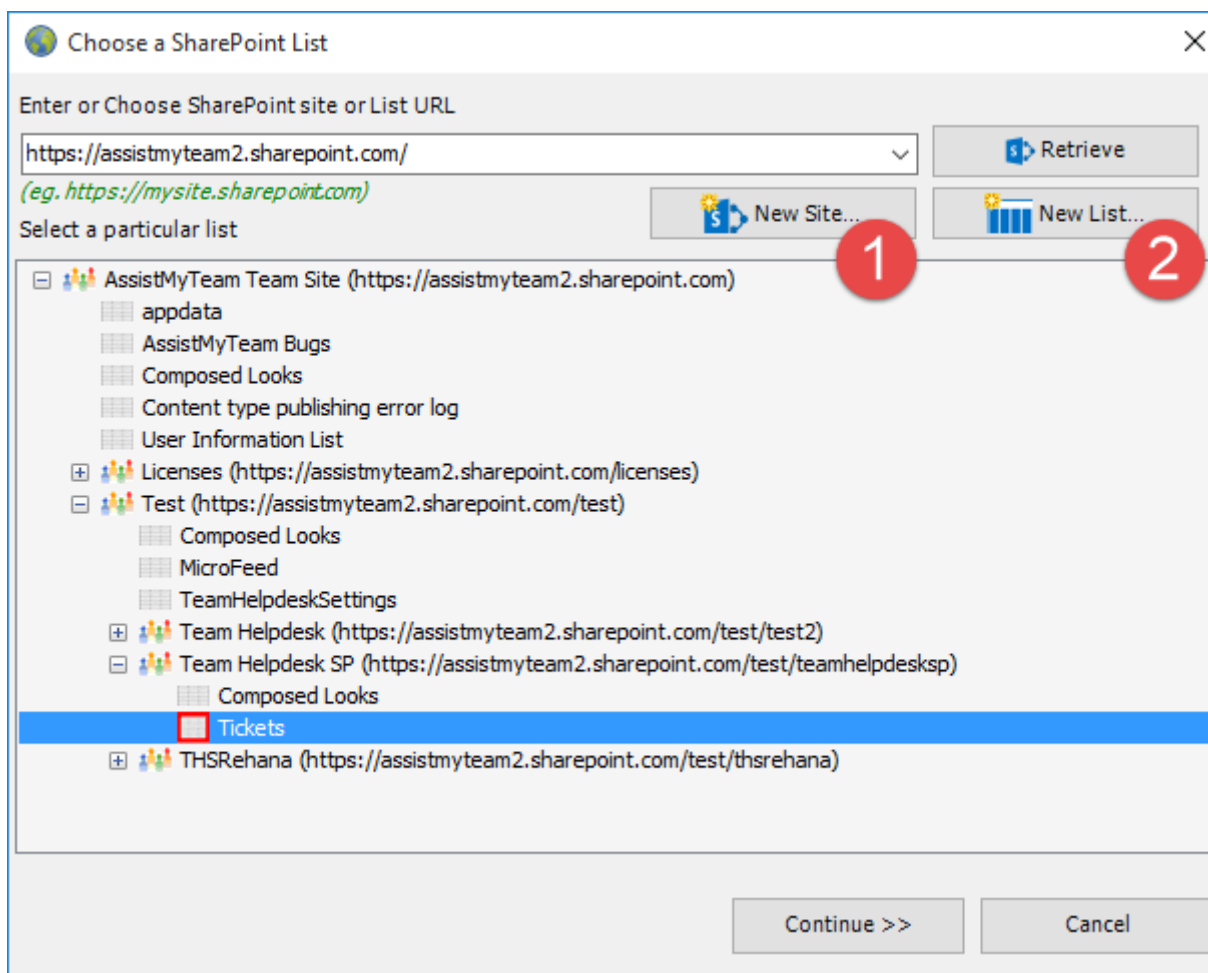 Choose a SharePoint List
Enter or Choose SharePoint site or List URL
https://assistmyteam2.sharepoint.com/
Retrieve
(eg. https://mysite.sharepoint.com)
New Site...
New List...
Select a particular list
1
2
AssistMyTeam Team Site (https://assistmyteam2.sharepoint.com)
appdata
AssistMyTeam Bugs
Composed Looks
Content type publishing error log
User Information List
Licenses (https://assistmyteam2.sharepoint.com/licenses)
Test (https://assistmyteam2.sharepoint.com/test)
Composed Looks
MicroFeed
TeamHelpdeskSettings
Team Helpdesk (https://assistmyteam2.sharepoint.com/test/test2)
Team Helpdesk SP (https://assistmyteam2.sharepoint.com/test/teamhelpdesksp)
Composed Looks
Tickets
THSRehana (https://assistmyteam2.sharepoint.com/test/thsrehana)
Continue >>
Cancel